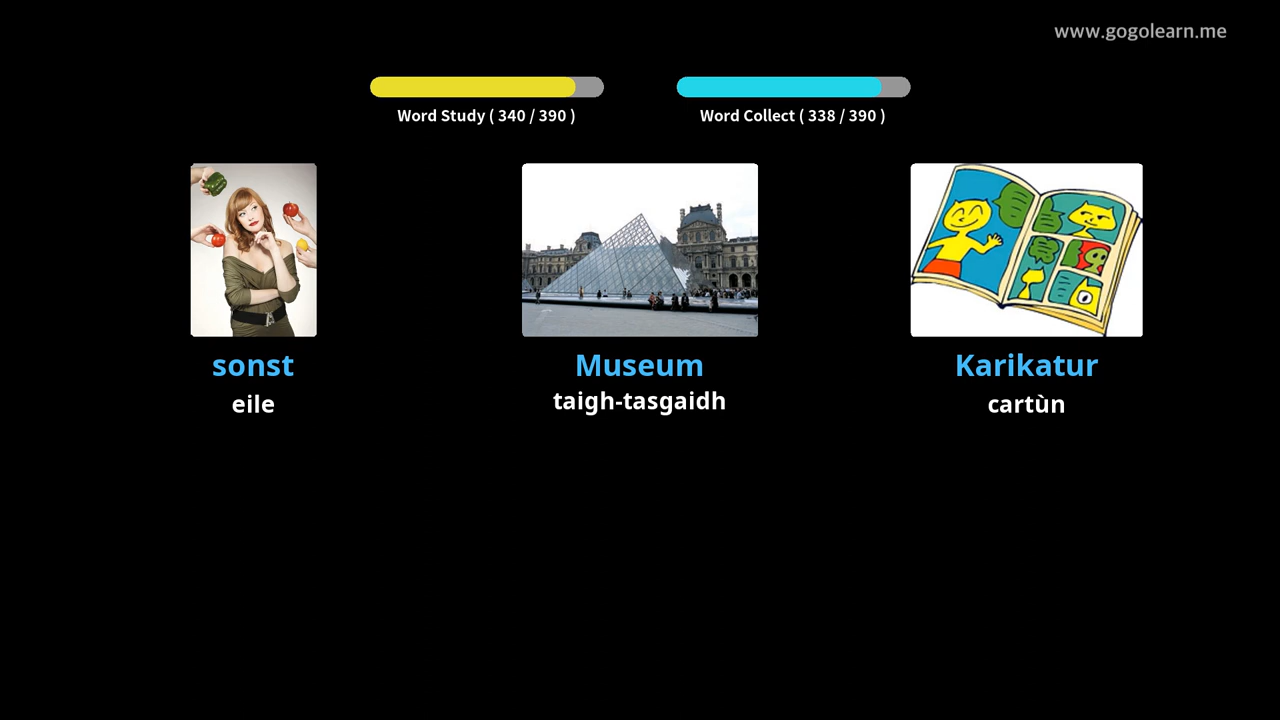 www.gogolearn.me
Word Study ( 340 / 390 )
Word Collect ( 338 / 390 )
sonst
eile
Museum
taigh-tasgaidh
Karikatur
cartùn